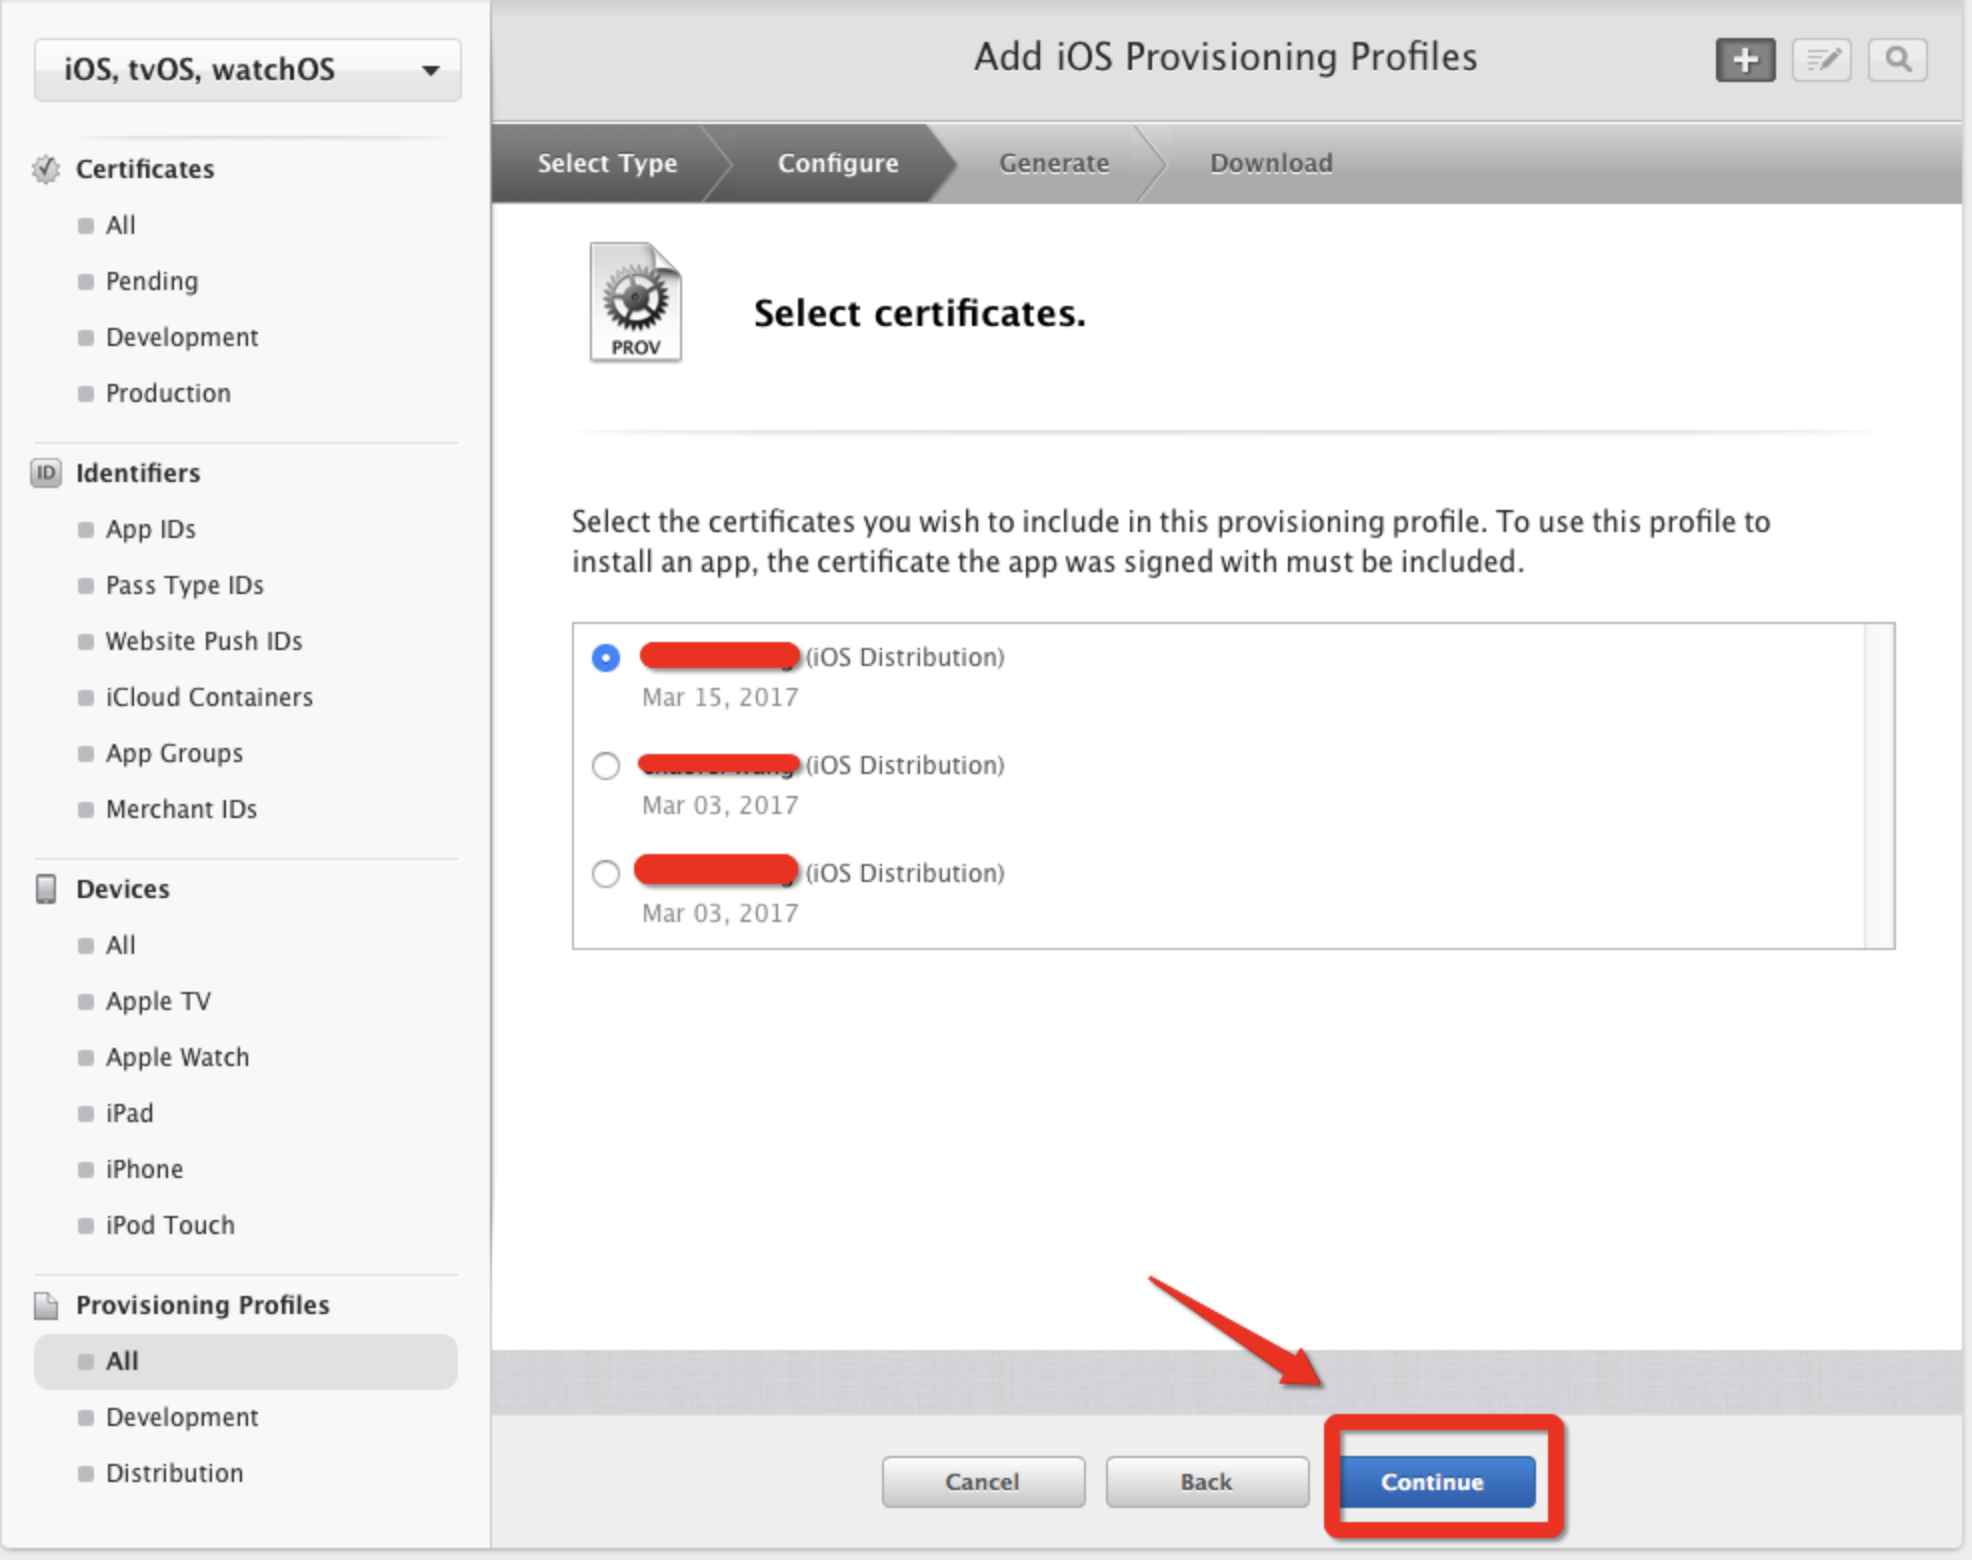 iOS, tvOS, watchOS
Certificates
All
Pending
Development
Production
ID
Identifiers
App IDs
Pass Type IDs
Website Push IDs
iCloud Containers
App Groups
Merchant IDs
Devices
All
Apple TV
Apple Watch
iPad
iPhone
iPod Touch
Provisioning Profiles
All
Development
Distribution
Add iOS Provisioning Profiles
Select Type
Configure
Generate
Download
PROV
Select certificates.
Select the certificates you wish to include in this provisioning profile. To use this profile to
install an app, the certificate the app was signed with must be included.
(iOS Distribution)
Mar 15, 2017
(iOS Distribution)
Mar 03, 2017
(iOS Distribution)
Mar 03, 2017
Cancel
Back
Continue